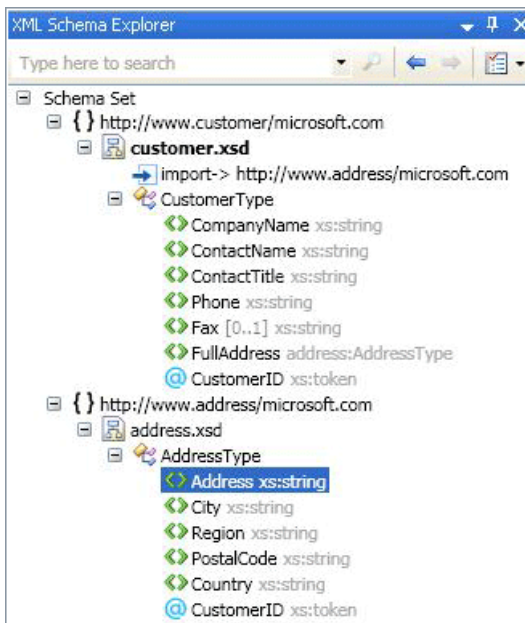 XML Schema Explorer
Type here to search
Schema Set
{ } http://www.customer/microsoft.com
customer.xsd
import-> http://www.address/microsoft.com
CustomerType
CompanyName xs:string
ContactName xs:string
ContactTitle xs:string
Phone xs:string
Fax [0..1] xs:string
FullAddress address:AddressType
CustomerID xs:token
{ } http://www.address/microsoft.com
address.xsd
AddressType
Address xs:string
City xs:string
Region xs:string
PostalCode xs:string
Country xs:string
CustomerID xs:token